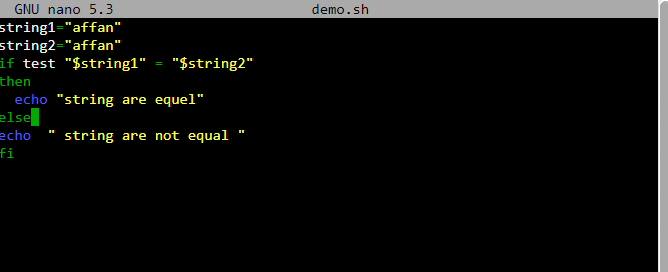 GNU nano 5.3 demo.sh
string1="affan"
string2="affan"
if test "$string1" = "$string2"
then
echo "string are equel"
else
echo " string are not equal "
fi